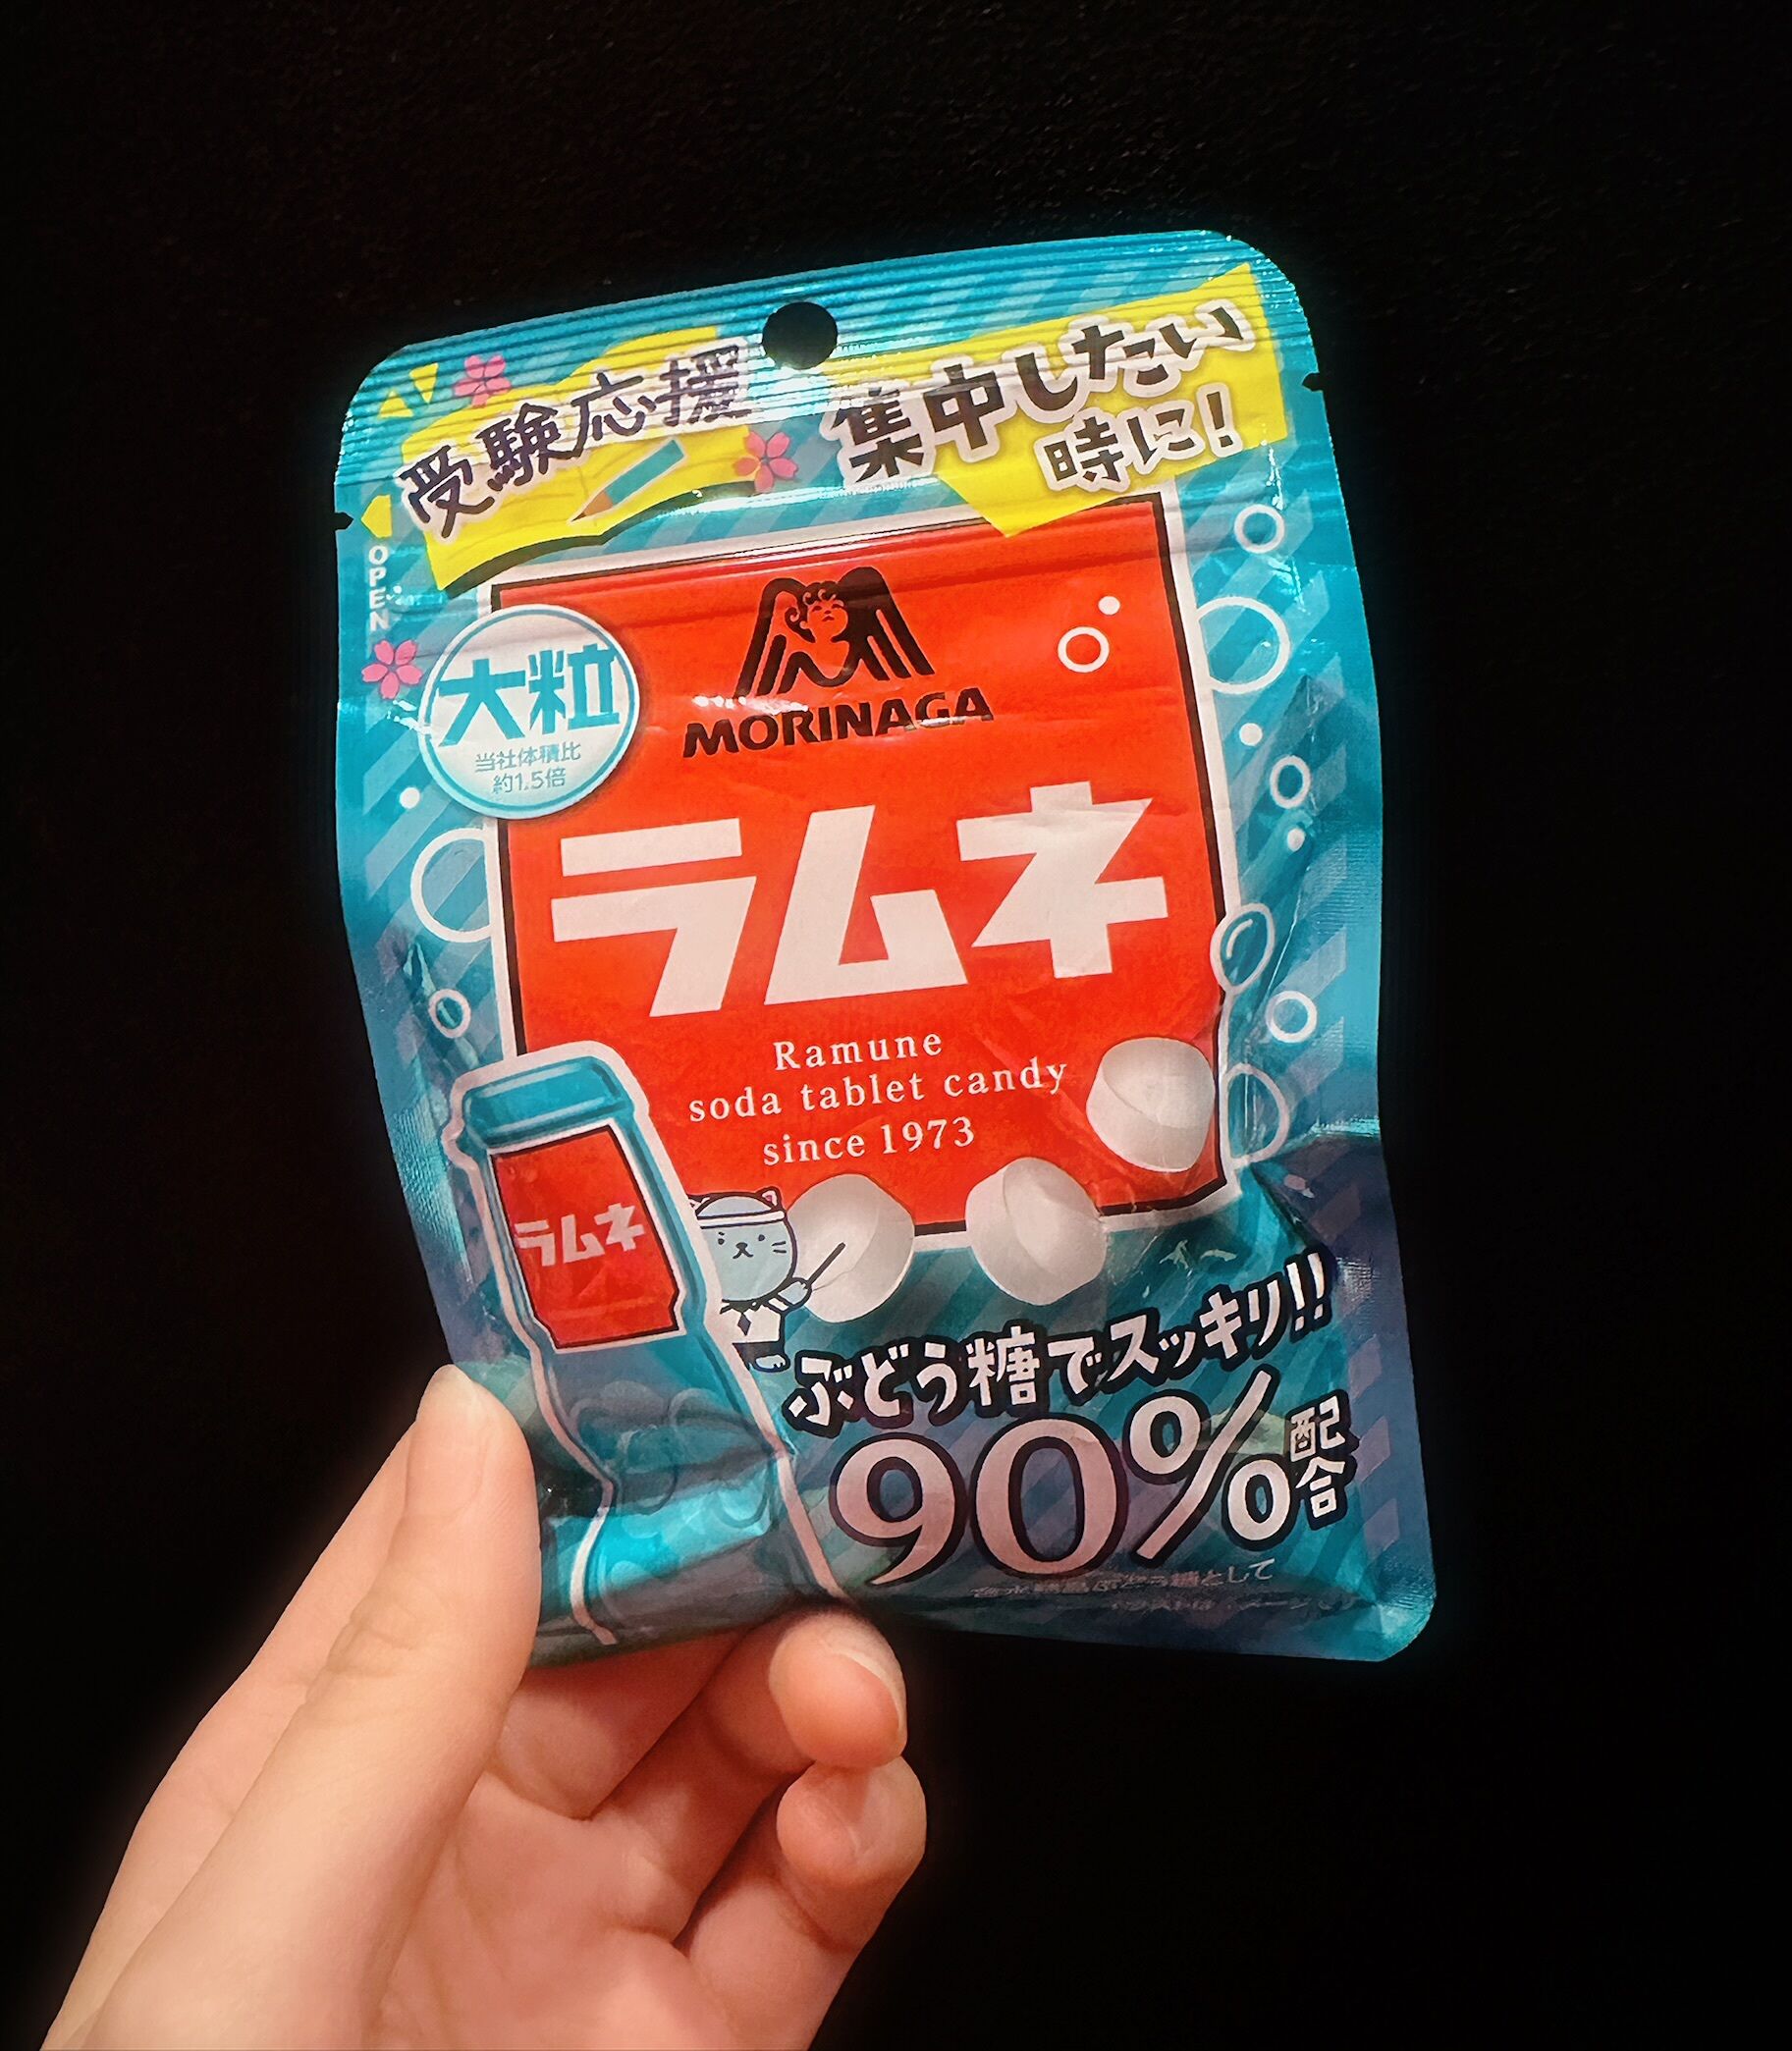 受験応援
集中したい
時に!
OPEN
大粒
当社体積比
約1.5倍
MORINAGA
ラムネ
Ramune
soda tablet candy
since 1973
ラムネ
ぶどう糖でスッキリ!!
90%配合